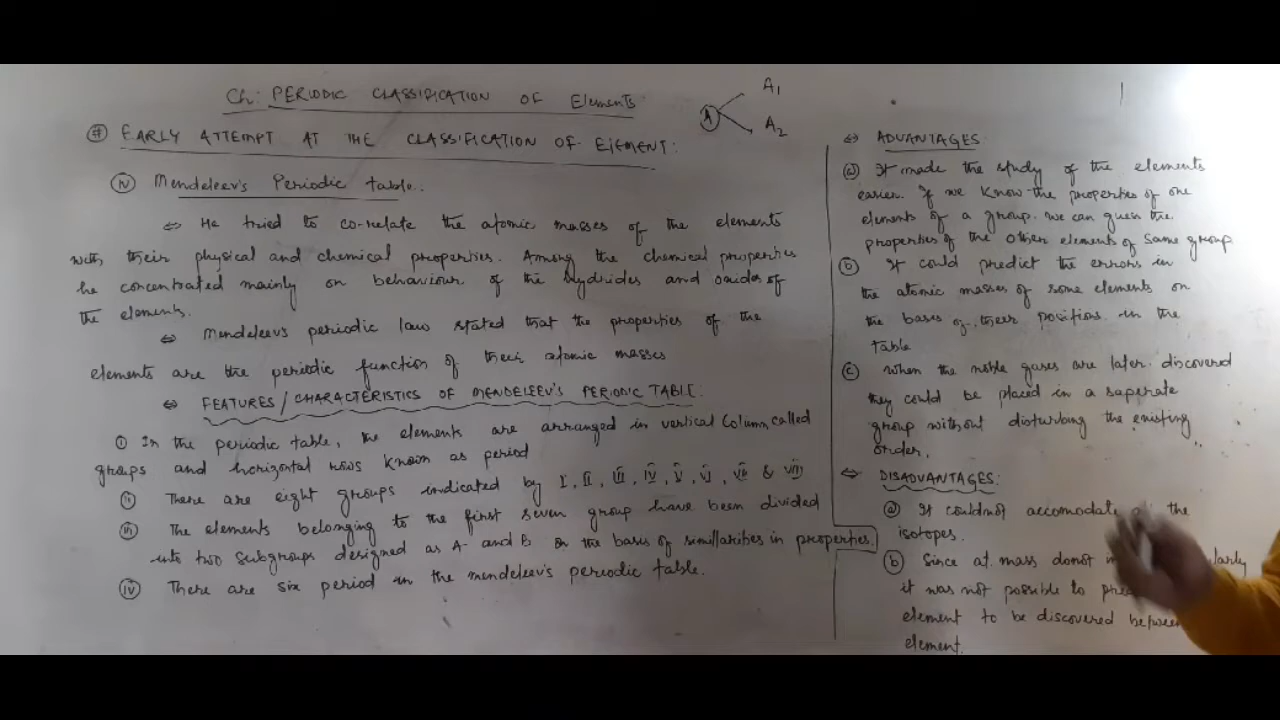 Ch: PERIODIC CLASSIFICATION OF Elements
# EARLY ATTEMPT AT THE CLASSIFICATION OF ElEMENT:
A A1
A2
iv) Mendeleev's Periodic table.
⇔ He tried to co-relate the atomic masses of the elements
with their physical and chemical properties. Among the chemical properties
he concentrated mainly on behaviour of the hydrides and oxides of
the elements.
⇔ Mendeleevs periodic law stated that the properties of the
elements are the periodic function of their atomic masses
⇔ FEATURES / CHARACTERISTICS OF MENDELEEV'S PERIODIC TABLE.
① In the periodic table, the elements are arranged in vertical Column called
groups and horizontal rows known as period
ii) There are eight groups indicated by I, II, III, IV, V, VI, VII & VIII
iii) The elements belonging to the first seven group have been divided
into two subgroups designed as A- and B on the basis of simillarities in properties.
iv) There are six period in the mendeleev's periodic table.
⇔ ADVANTAGES:
a) It made the study of the elements
easier. If we know the properties of one
elements of a group. We can guen the
properties of the other elements of Same group
b) It could predict the errors in
the atomic masses of some elements on
the basis of their positions in the
Table
c) When the noble gases are later discovered
they could be placed in a saperate
group without disturbing the existing
order.
⇔ DISADVANTAGES:
a) It couldnot accomodate the
isotopes.
b) Since at. mass donot
it was not possible to
element to be discovered between
element.